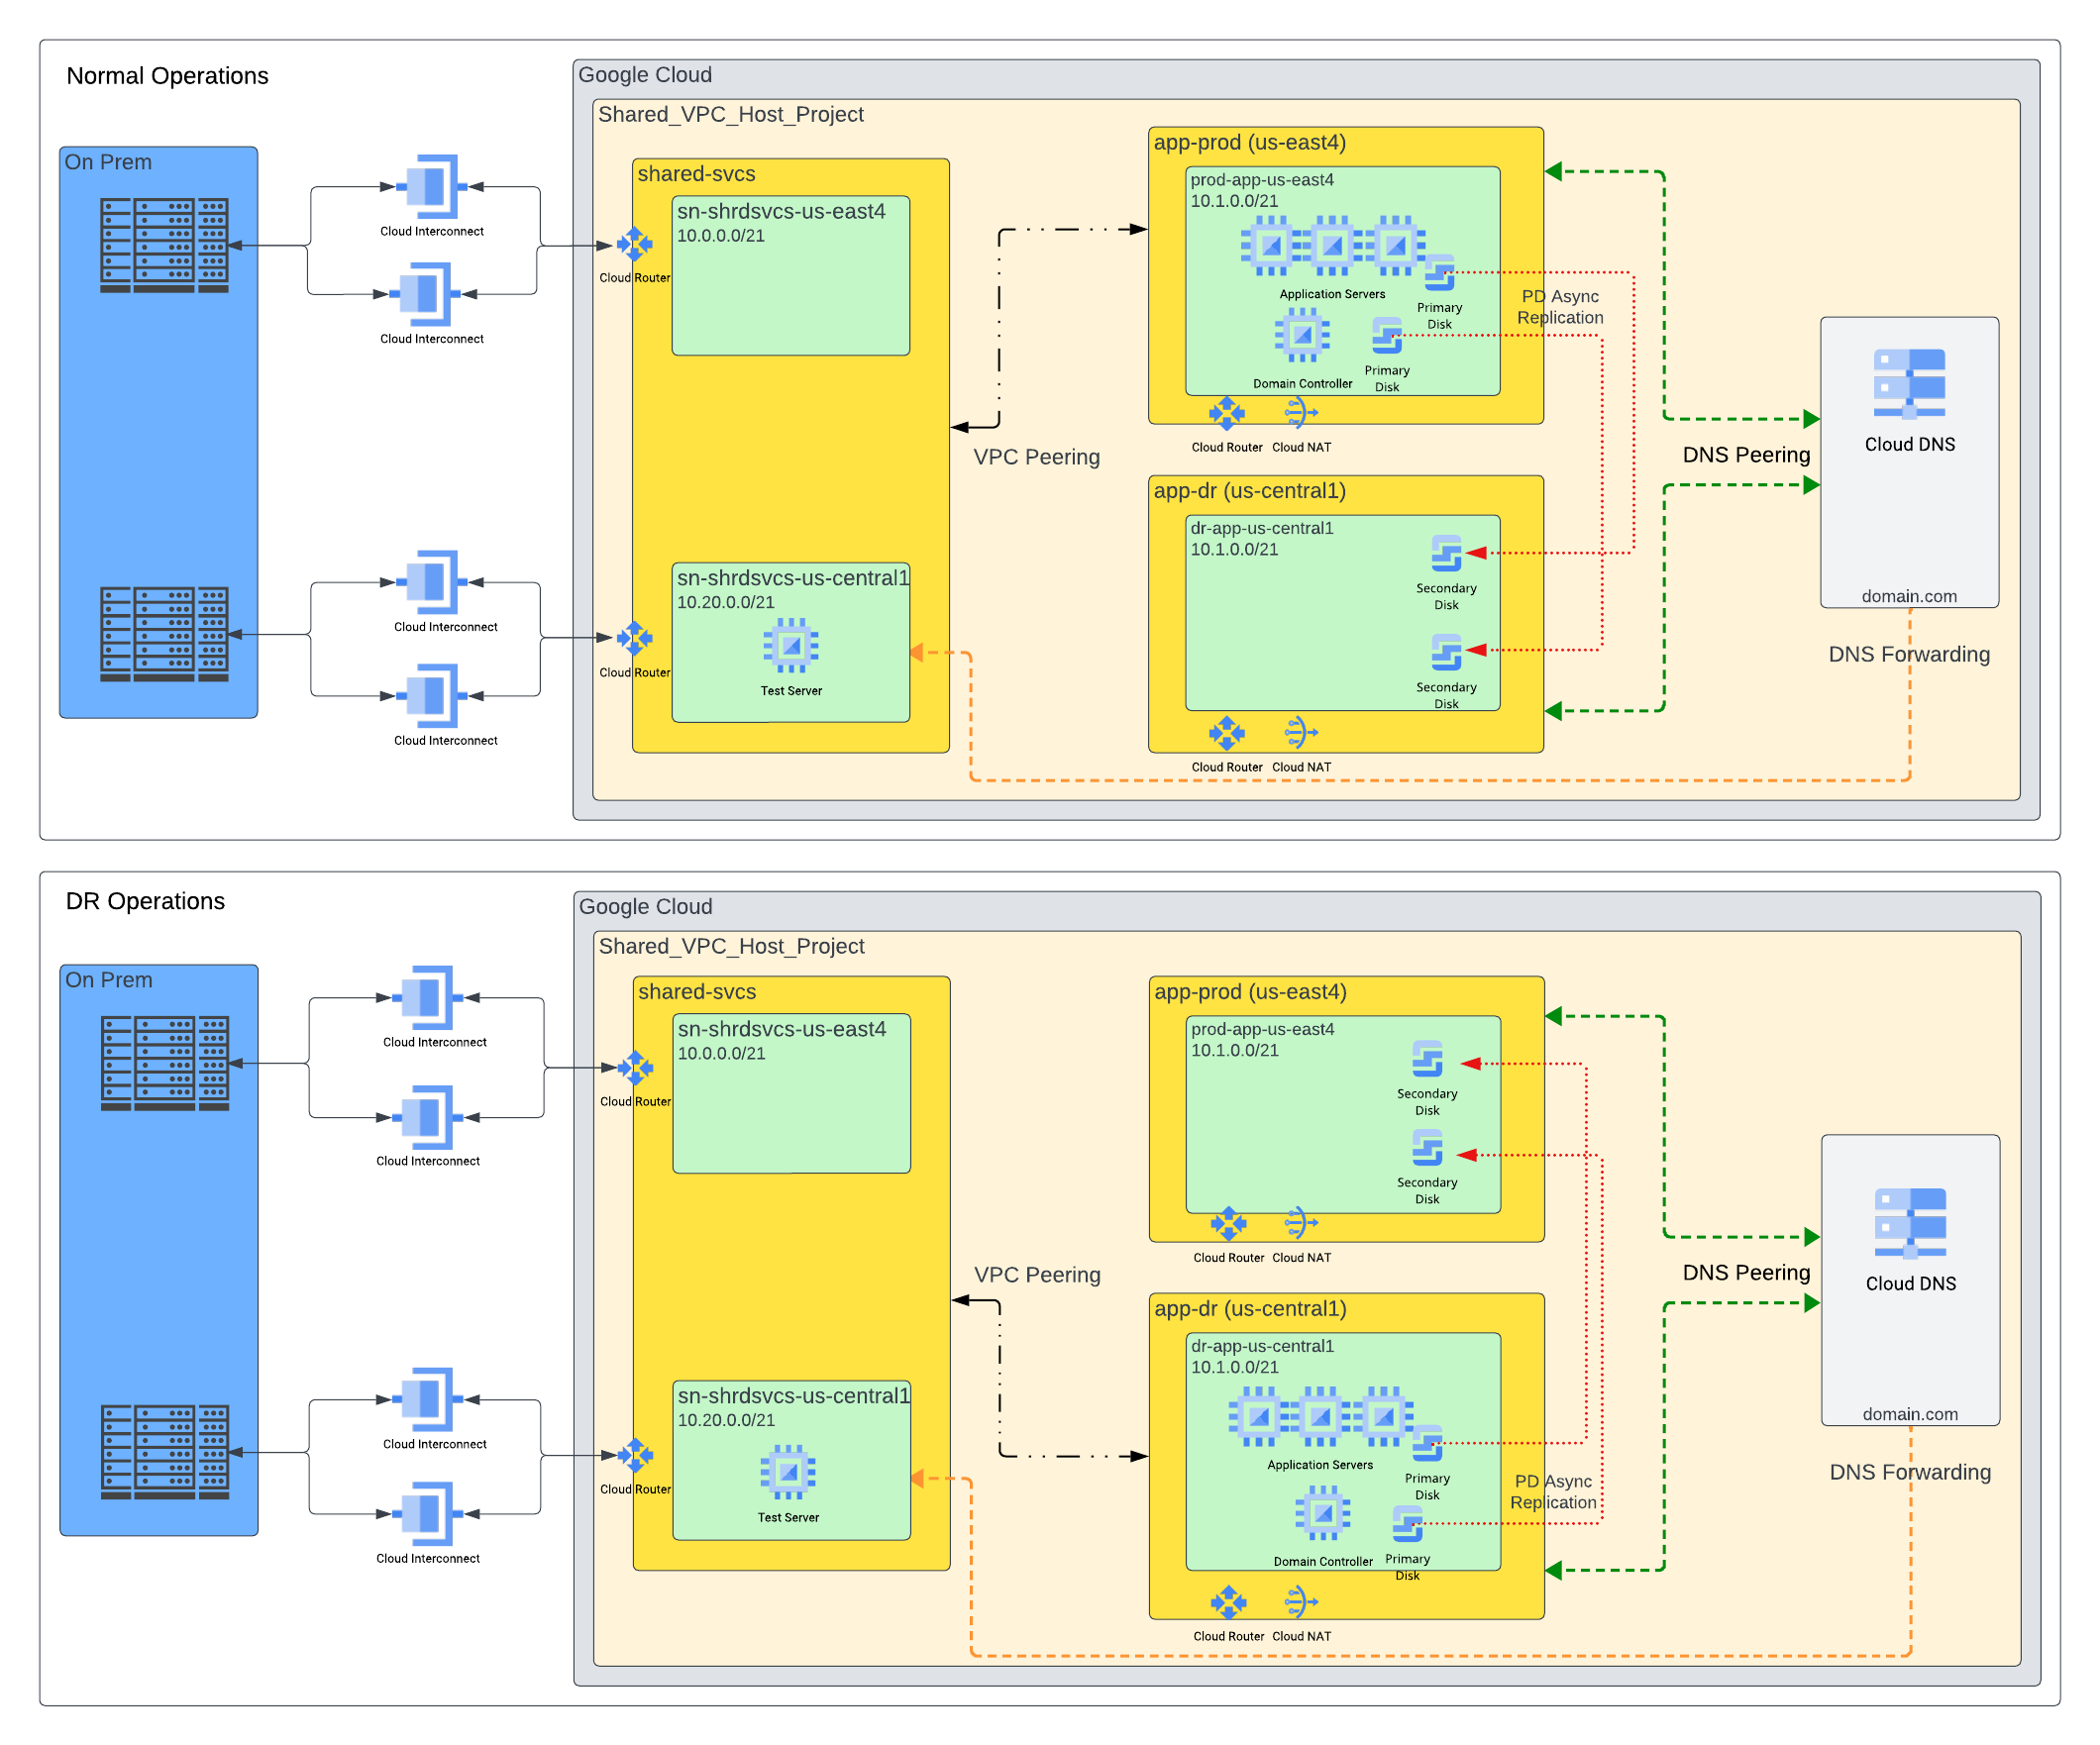 Normal Operations
Google Cloud
Shared_VPC_Host_Project
On Prem
Cloud Interconnect
Cloud Interconnect
Cloud Interconnect
Cloud Interconnect
shared-svcs
sn-shrdsvcs-us-east4
10.0.0.0/21
Cloud Router
sn-shrdsvcs-us-central1
10.20.0.0/21
Test Server
Cloud Router
VPC Peering
app-prod (us-east4)
prod-app-us-east4
10.1.0.0/21
Application Servers
Primary
Disk
Domain Controller
Primary
Disk
Cloud Router
Cloud NAT
PD Async
Replication
app-dr (us-central1)
dr-app-us-central1
10.1.0.0/21
Secondary
Disk
Secondary
Disk
Cloud Router
Cloud NAT
DNS Peering
Cloud DNS
domain.com
DNS Forwarding
DR Operations
Google Cloud
Shared_VPC_Host_Project
On Prem
Cloud Interconnect
Cloud Interconnect
Cloud Interconnect
Cloud Interconnect
shared-svcs
sn-shrdsvcs-us-east4
10.0.0.0/21
Cloud Router
sn-shrdsvcs-us-central1
10.20.0.0/21
Test Server
Cloud Router
VPC Peering
app-prod (us-east4)
prod-app-us-east4
10.1.0.0/21
Secondary
Disk
Secondary
Disk
Cloud Router
Cloud NAT
app-dr (us-central1)
dr-app-us-central1
10.1.0.0/21
Application Servers
Primary
Disk
Domain Controller
Primary
Disk
PD Async
Replication
Cloud Router
Cloud NAT
DNS Peering
Cloud DNS
domain.com
DNS Forwarding